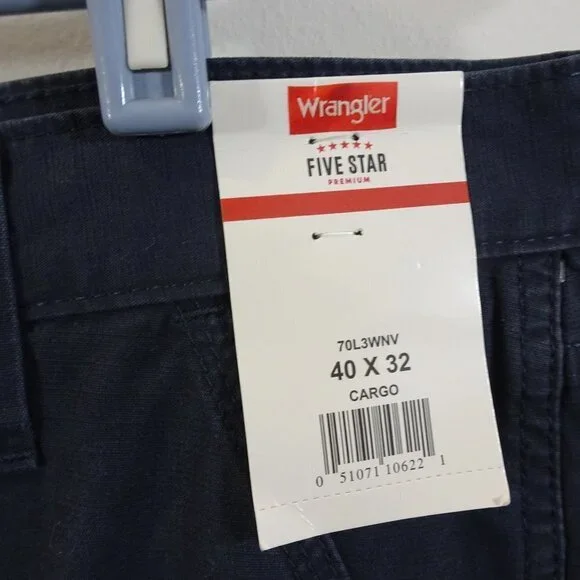 Wrangler
★★★★★
FIVE STAR
PREMIUM
70L3WNV
40 X 32
CARGO
0 51071 10622 1